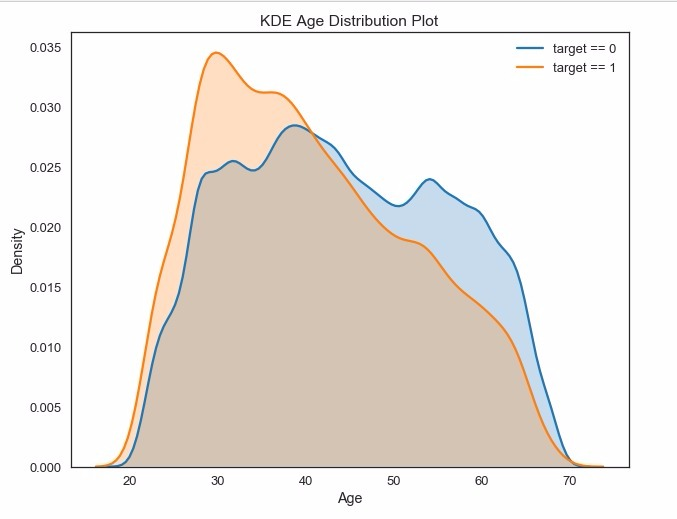 KDE Age Distribution Plot
target == 0
target == 1
0.035
0.030
0.025
0.020
0.015
0.010
0.005
0.000
Density
20 30 40 50 60 70
Age